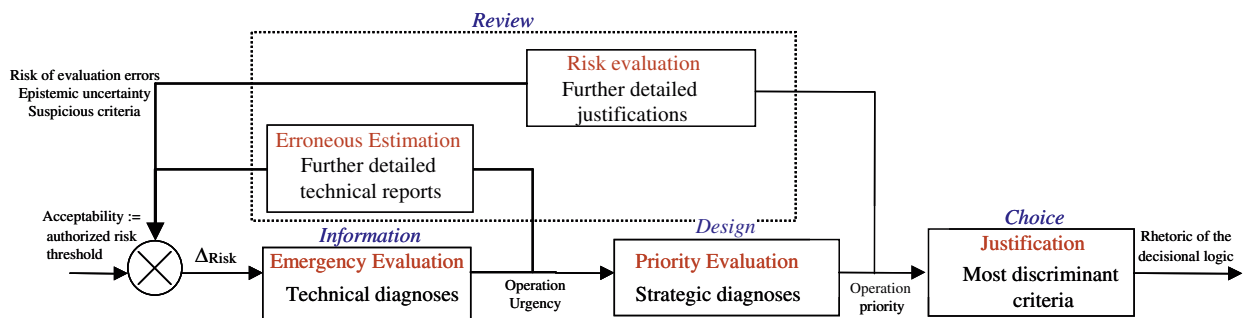 Review
Risk of evaluation errors
Epistemic uncertainty
Suspicious criteria
Risk evaluation
Further detailed
justifications
Erroneous Estimation
Further detailed
technical reports
Acceptability :=
authorized risk
threshold
ΔRisk
Information
Emergency Evaluation
Technical diagnoses
Operation
Urgency
Design
Priority Evaluation
Strategic diagnoses
Operation
priority
Choice
Justification
Most discriminant
criteria
Rhetoric of the
decisional logic